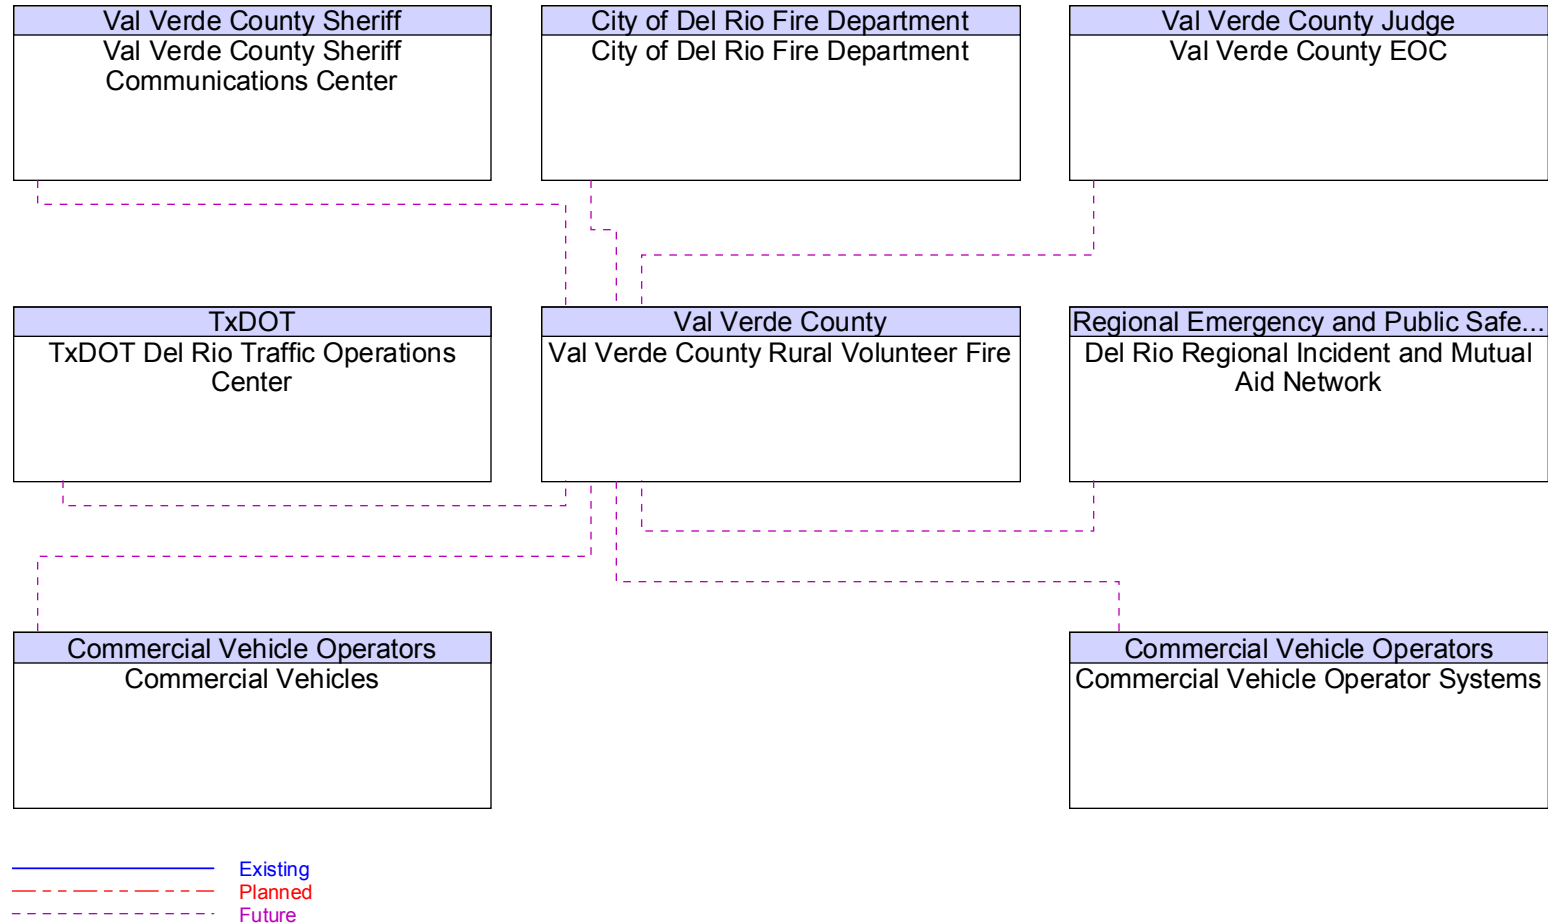 Val Verde County Sheriff
Val Verde County Sheriff
Communications Center
City of Del Rio Fire Department
City of Del Rio Fire Department
Val Verde County Judge
Val Verde County EOC
TxDOT
TxDOT Del Rio Traffic Operations
Center
Val Verde County
Val Verde County Rural Volunteer Fire
Regional Emergency and Public Safe...
Del Rio Regional Incident and Mutual
Aid Network
Commercial Vehicle Operators
Commercial Vehicles
Commercial Vehicle Operators
Commercial Vehicle Operator Systems
Existing
Planned
Future